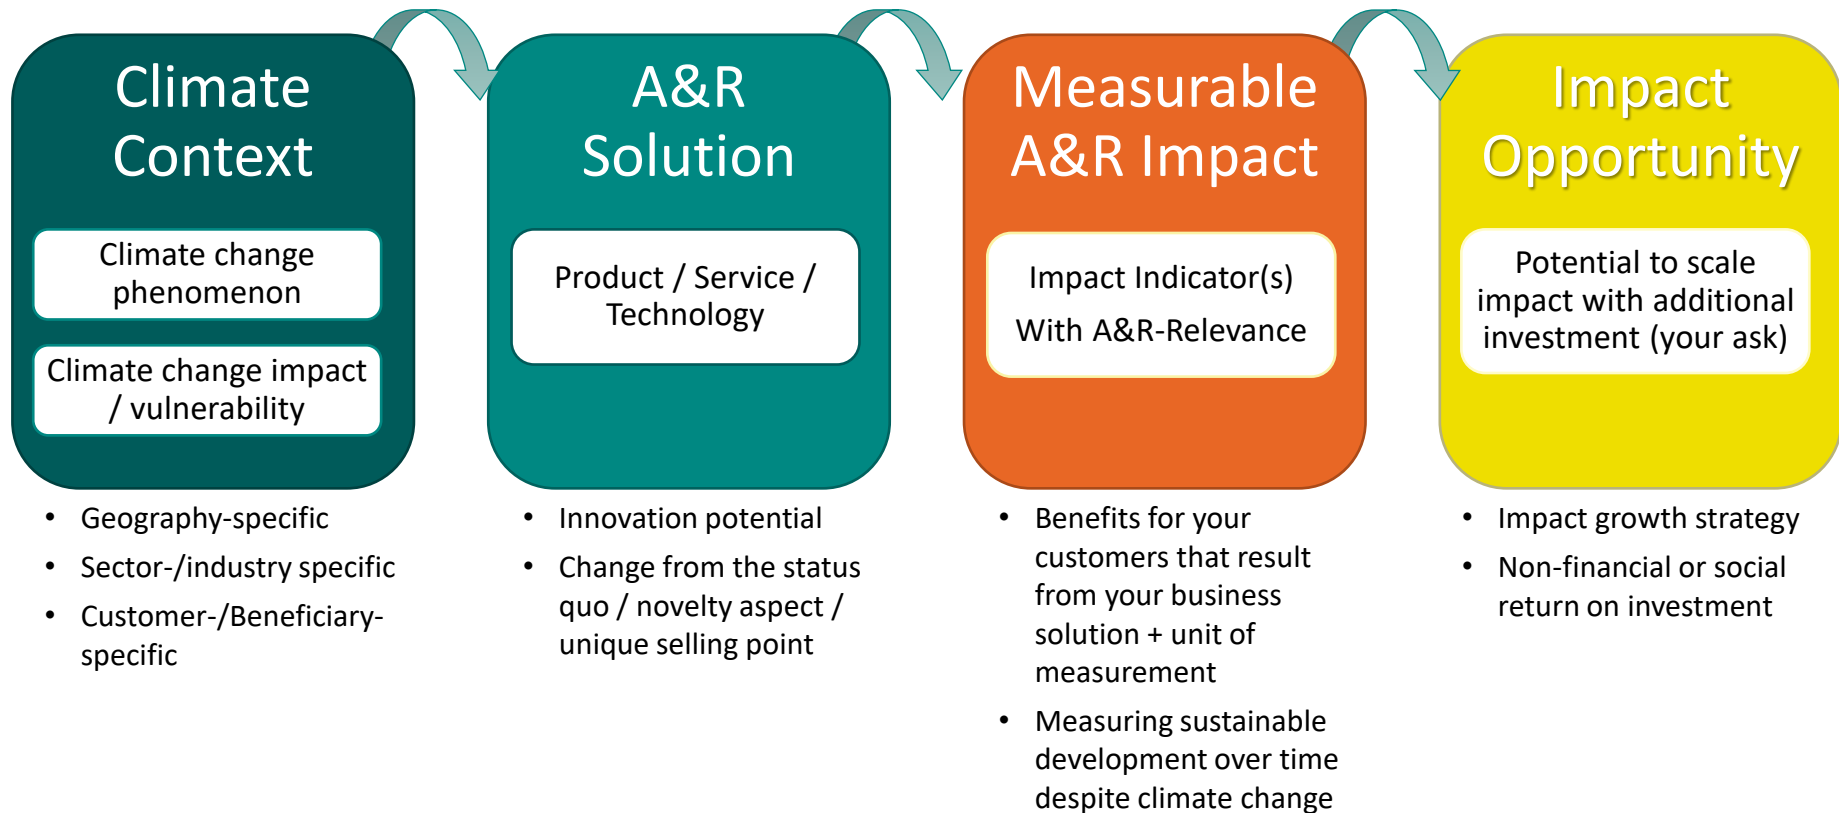 Climate
Context
Climate change
phenomenon
Climate change impact
/ vulnerability
• Geography-specific
• Sector-/industry specific
• Customer-/Beneficiary-
specific
A&R
Solution
Product / Service /
Technology
• Innovation potential
• Change from the status
quo / novelty aspect /
unique selling point
Measurable
A&R Impact
Impact Indicator(s)
With A&R-Relevance
• Benefits for your
customers that result
from your business
solution + unit of
measurement
• Measuring sustainable
development over time
despite climate change
Impact
Opportunity
Potential to scale
impact with additional
investment (your ask)
• Impact growth strategy
• Non-financial or social
return on investment